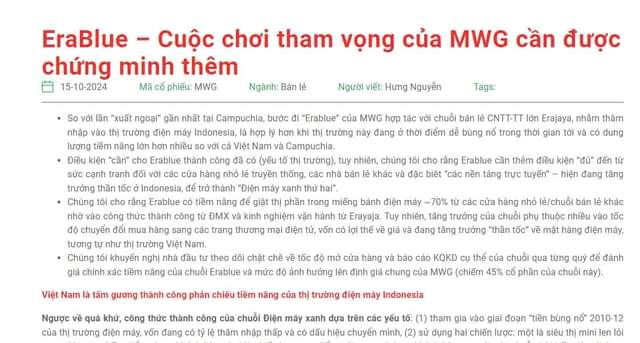 EraBlue – Cuộc chơi tham vọng của MWG cần được
chứng minh thêm
15-10-2024 Mã cổ phiếu: MWG Ngành: Bán lẻ Người viết: Hưng Nguyễn Tags:
So với lần “xuất ngoại” gần nhất tại Campuchia, bước đi “Erablue” của MWG hợp tác với chuỗi bán lẻ CNTT-TT lớn Erajaya, nhằm thâm
nhập vào thị trường điện máy Indonesia, là hợp lý hơn khi thị trường này đang ở thời điểm dễ bùng nổ trong thời gian tới và có dung
lượng tiềm năng lớn hơn nhiều so với cả Việt Nam và Campuchia.
Điều kiện “cần” cho Erablue thành công đã có (yếu tố thị trường), tuy nhiên, chúng tôi cho rằng Erablue cần thêm điều kiện “đủ” đến từ
sức cạnh tranh đối với các cửa hàng nhỏ lẻ truyền thống, các nhà bán lẻ khác và đặc biệt “các nền tảng trực tuyến” – hiện đang tăng
trưởng thần tốc ở Indonesia, để trở thành “Điện máy xanh thứ hai”.
Chúng tôi cho rằng Erablue có tiềm năng để giật thị phần trong miếng bánh điện máy ~70% từ các cửa hàng nhỏ lẻ/chuỗi bán lẻ khác
nhờ vào công thức thành công từ ĐMX và kinh nghiệm vận hành từ Erayaja. Tuy nhiên, tăng trưởng của chuỗi phụ thuộc nhiều vào tốc
độ chuyển đổi mua hàng sang các trang thương mại điện tử, vốn có lợi thế về giá và đang tăng trưởng “thần tốc” về mặt hàng điện máy,
tương tự như thị trường Việt Nam.
Chúng tôi khuyến nghị nhà đầu tư theo dõi chặt chẽ về tốc độ mở cửa hàng và báo cáo KQKD cụ thể của chuỗi qua từng quý để đánh
giá chính xác tiềm năng của chuỗi Erablue và mức độ ảnh hưởng lên định giá chung của MWG (chiếm 45% cổ phần của chuỗi này).
Việt Nam là tấm gương thành công phản chiếu tiềm năng của thị trường điện máy Indonesia
Ngược về quá khứ, công thức thành công của chuỗi Điện máy xanh dựa trên các yếu tố: (1) tham gia vào giai đoạn “tiền bùng nổ” 2010-12
của thị trường điện máy, vốn đang có tỷ lệ thâm nhập thấp và có dấu hiệu chuyển mình, (2) sử dụng hai chiến lược: một là siêu thị mini len lỏi